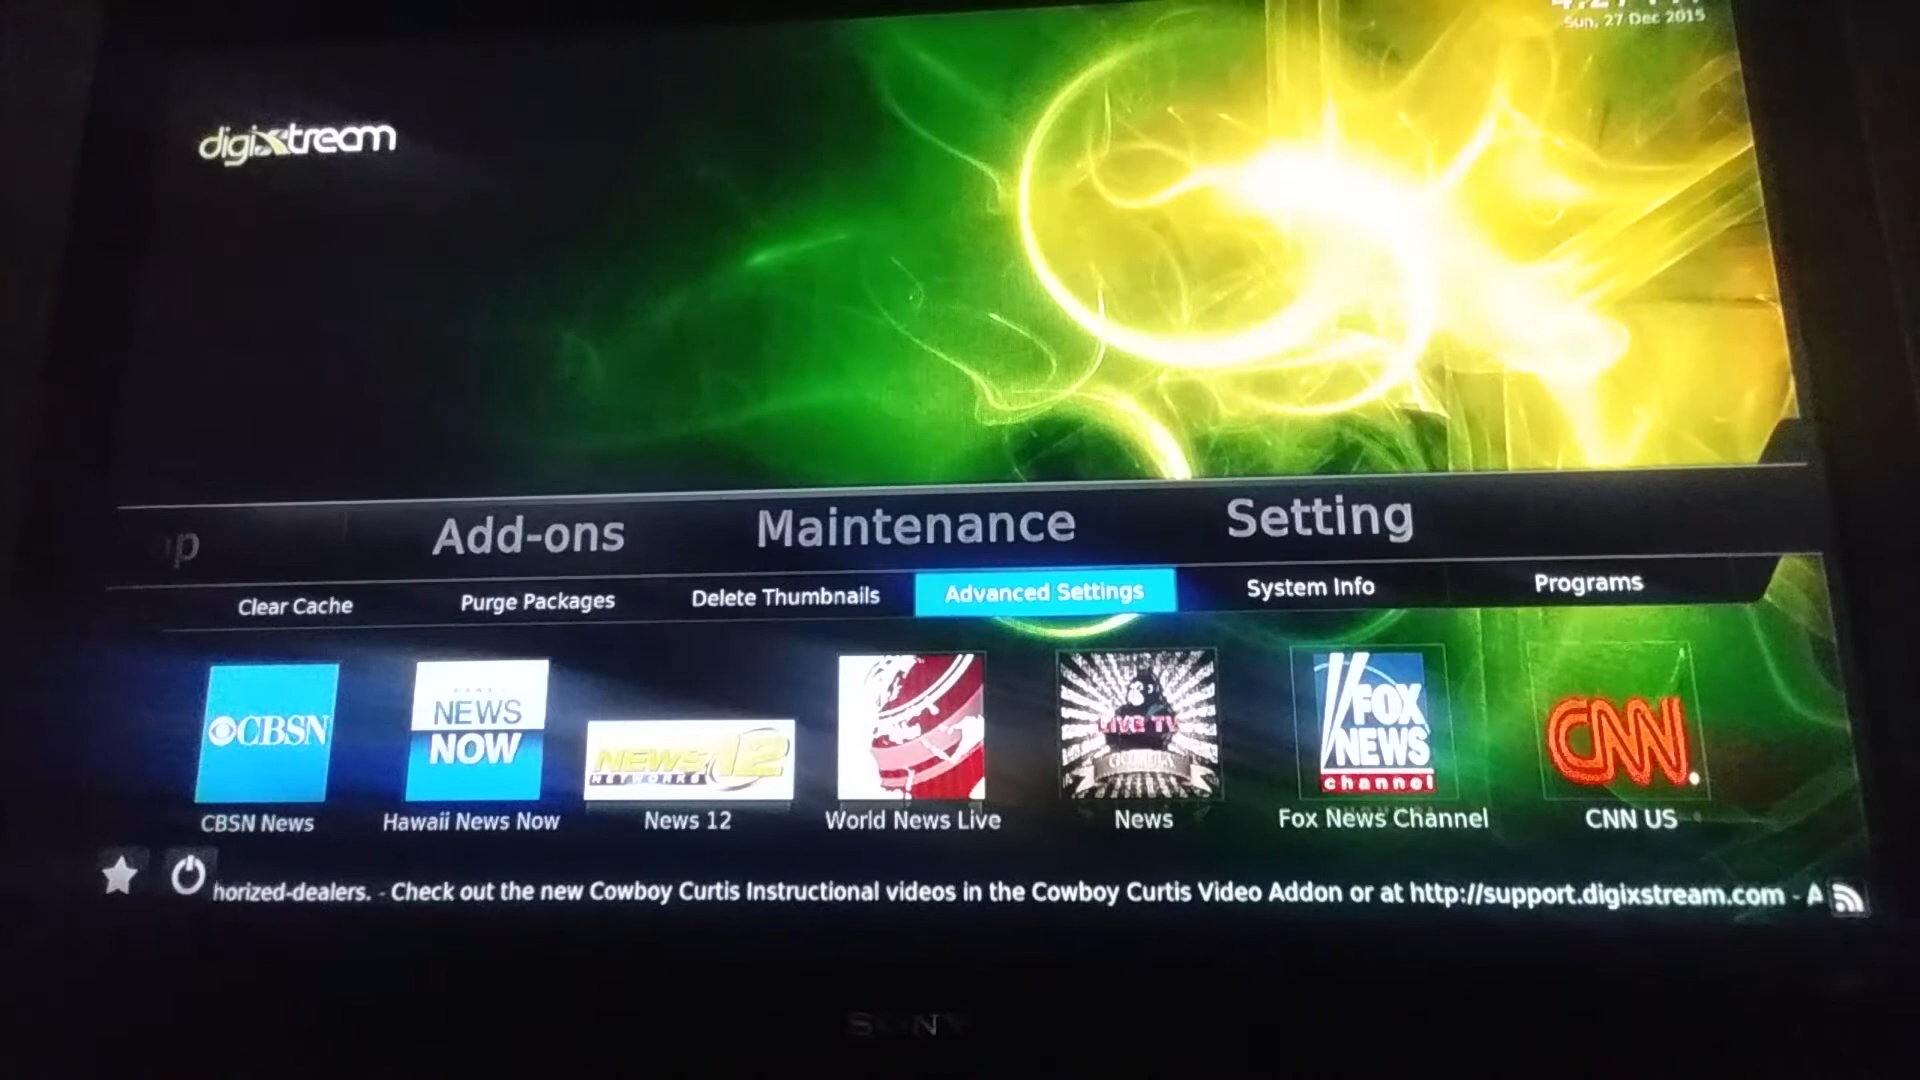 Sun, 27 Dec 2015
digixstream
Add-ons Maintenance Setting
Clear Cache Purge Packages Delete Thumbnails Advanced Settings System Info Programs
CBSN
NEWS NOW
NEWS 12 NETWORKS
LIVE TV
FOX NEWS channel
CNN
CBSN News Hawaii News Now News 12 World News Live News Fox News Channel CNN US
horized-dealers. - Check out the new Cowboy Curtis Instructional videos in the Cowboy Curtis Video Addon or at http://support.digixstream.com - A
SONY